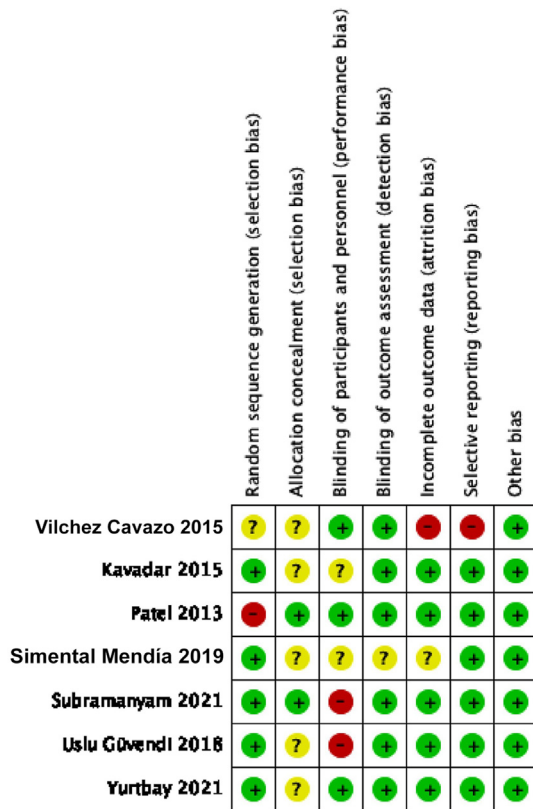 Random sequence generation (selection bias)
Allocation concealment (selection bias)
Blinding of participants and personnel (performance bias)
Blinding of outcome assessment (detection bias)
Incomplete outcome data (attrition bias)
Selective reporting (reporting bias)
Other bias
Vilchez Cavazo 2015 ? ? + + - - +
Kavadar 2015 + ? ? + + + +
Patel 2013 - + + + + + +
Simental Mendía 2019 + ? ? ? ? + +
Subramanyam 2021 + + - + + + +
Uslu Güvendi 2018 + ? - + + + +
Yurtbay 2021 + ? + + + + +